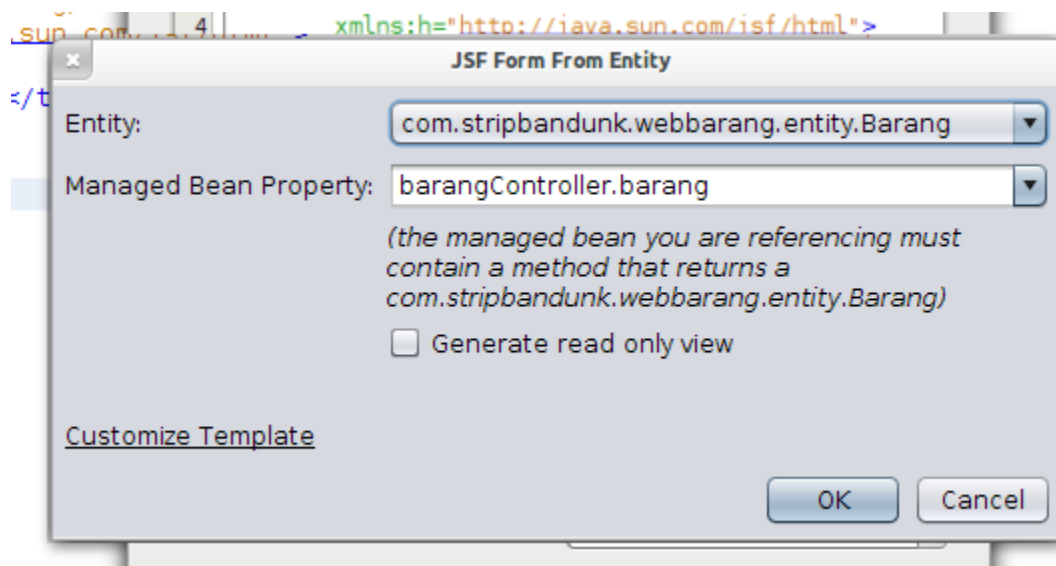 4 xmlns:h="http://java.sun.com/jsf/html">
JSF Form From Entity
</t
Entity: com.stripbandunk.webbarang.entity.Barang
Managed Bean Property: barangController.barang
(the managed bean you are referencing must
contain a method that returns a
com.stripbandunk.webbarang.entity.Barang)
Generate read only view
Customize Template
OK Cancel